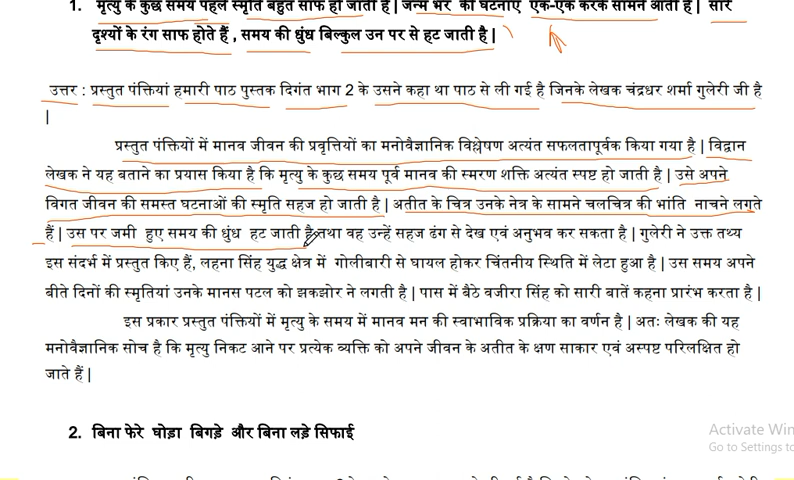 1. मृत्यु के कुछ समय पहले स्मृति बहुत साफ हो जाती है | जन्म भर की घटनाएं एक-एक करके सामने आती है | सारे
दृश्यों के रंग साफ होते हैं , समय की धुंध बिल्कुल उन पर से हट जाती है |
उत्तर : प्रस्तुत पंक्तियां हमारी पाठ पुस्तक दिगंत भाग 2 के उसने कहा था पाठ से ली गई है जिनके लेखक चंद्रधर शर्मा गुलेरी जी है
|
प्रस्तुत पंक्तियों में मानव जीवन की प्रवृत्तियों का मनोवैज्ञानिक विश्लेषण अत्यंत सफलतापूर्वक किया गया है | विद्वान
लेखक ने यह बताने का प्रयास किया है कि मृत्यु के कुछ समय पूर्व मानव की स्मरण शक्ति अत्यंत स्पष्ट हो जाती है | उसे अपने
विगत जीवन की समस्त घटनाओं की स्मृति सहज हो जाती है | अतीत के चित्र उनके नेत्र के सामने चलचित्र की भांति नाचने लगते
हैं | उस पर जमी हुए समय की धुंध हट जाती है तथा वह उन्हें सहज ढंग से देख एवं अनुभव कर सकता है | गुलेरी ने उक्त तथ्य
इस संदर्भ में प्रस्तुत किए हैं, लहना सिंह युद्ध क्षेत्र में गोलीबारी से घायल होकर चिंतनीय स्थिति में लेटा हुआ है | उस समय अपने
बीते दिनों की स्मृतियां उनके मानस पटल को झकझोर ने लगती है | पास में बैठे वजीरा सिंह को सारी बातें कहना प्रारंभ करता है |
इस प्रकार प्रस्तुत पंक्तियों में मृत्यु के समय में मानव मन की स्वाभाविक प्रक्रिया का वर्णन है | अतः लेखक की यह
मनोवैज्ञानिक सोच है कि मृत्यु निकट आने पर प्रत्येक व्यक्ति को अपने जीवन के अतीत के क्षण साकार एवं अस्पष्ट परिलक्षित हो
जाते हैं |
2. बिना फेरे घोड़ा बिगड़े और बिना लड़े सिफाई
Activate Win
Go to Settings to